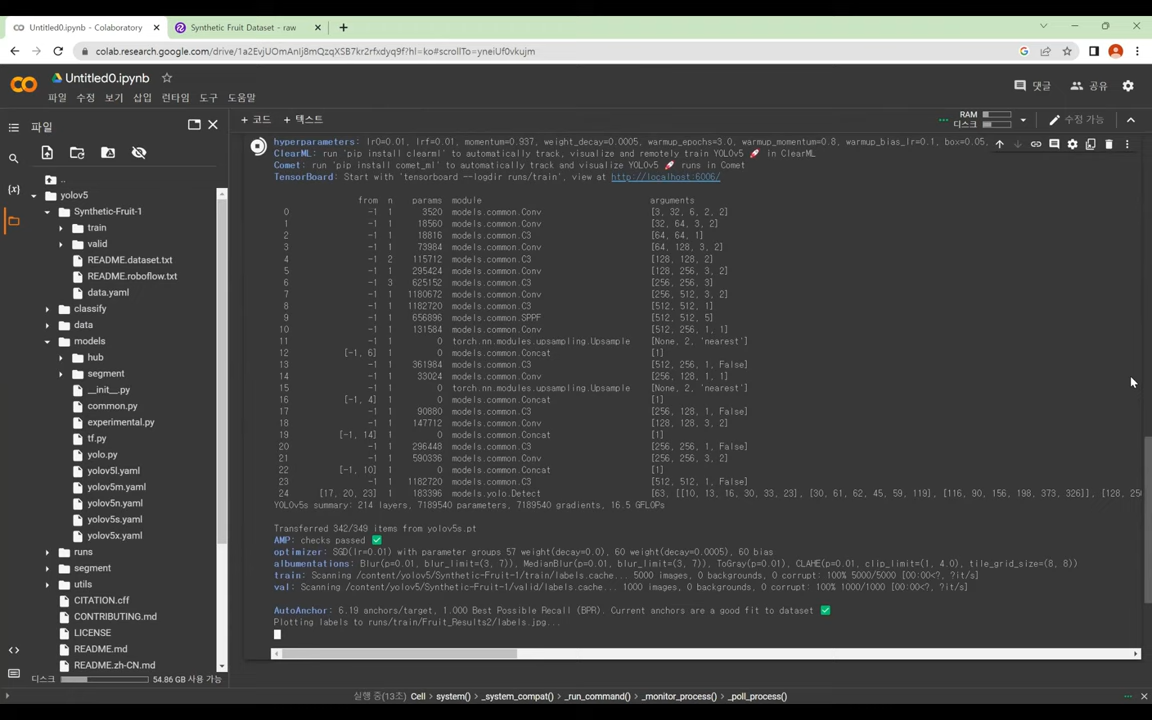 Untitled0.ipynb - Colaboratory
Synthetic Fruit Dataset - raw
colab.research.google.com/drive/1a2EvjUOmAnIj8mQzqXSB7kr2rfxdyq9f?hl=ko#scrollTo=yneiUf0vkujm
Untitled0.ipynb
파일 수정 보기 삽입 런타임 도구 도움말
댓글 공유
파일
+ 코드 + 텍스트
RAM
디스크
수정 가능
..
yolov5
Synthetic-Fruit-1
train
valid
README.dataset.txt
README.roboflow.txt
data.yaml
classify
data
models
hub
segment
__init__.py
common.py
experimental.py
tf.py
yolo.py
yolov5l.yaml
yolov5m.yaml
yolov5n.yaml
yolov5s.yaml
yolov5x.yaml
runs
segment
utils
CITATION.cff
CONTRIBUTING.md
LICENSE
README.md
README.zh-CN.md
디스크 54.86 GB 사용 가능
hyperparameters: lr0=0.01, lrf=0.01, momentum=0.937, weight_decay=0.0005, warmup_epochs=3.0, warmup_momentum=0.8, warmup_bias_lr=0.1, box=0.05,
ClearML: run 'pip install clearml' to automatically track, visualize and remotely train YOLOv5 🚀 in ClearML
Comet: run 'pip install comet_ml' to automatically track and visualize YOLOv5 🚀 runs in Comet
TensorBoard: Start with 'tensorboard --logdir runs/train', view at http://localhost:6006/
from n params module arguments
0 -1 1 3520 models.common.Conv [3, 32, 6, 2, 2]
1 -1 1 18560 models.common.Conv [32, 64, 3, 2]
2 -1 1 18816 models.common.C3 [64, 64, 1]
3 -1 1 73984 models.common.Conv [64, 128, 3, 2]
4 -1 2 115712 models.common.C3 [128, 128, 2]
5 -1 1 295424 models.common.Conv [128, 256, 3, 2]
6 -1 3 625152 models.common.C3 [256, 256, 3]
7 -1 1 1180672 models.common.Conv [256, 512, 3, 2]
8 -1 1 1182720 models.common.C3 [512, 512, 1]
9 -1 1 656896 models.common.SPPF [512, 512, 5]
10 -1 1 131584 models.common.Conv [512, 256, 1, 1]
11 -1 1 0 torch.nn.modules.upsampling.Upsample [None, 2, 'nearest']
12 [-1, 6] 1 0 models.common.Concat [1]
13 -1 1 361984 models.common.C3 [512, 256, 1, False]
14 -1 1 33024 models.common.Conv [256, 128, 1, 1]
15 -1 1 0 torch.nn.modules.upsampling.Upsample [None, 2, 'nearest']
16 [-1, 4] 1 0 models.common.Concat [1]
17 -1 1 90880 models.common.C3 [256, 128, 1, False]
18 -1 1 147712 models.common.Conv [128, 128, 3, 2]
19 [-1, 14] 1 0 models.common.Concat [1]
20 -1 1 296448 models.common.C3 [256, 256, 1, False]
21 -1 1 590336 models.common.Conv [256, 256, 3, 2]
22 [-1, 10] 1 0 models.common.Concat [1]
23 -1 1 1182720 models.common.C3 [512, 512, 1, False]
24 [17, 20, 23] 1 183396 models.yolo.Detect [63, [[10, 13, 16, 30, 33, 23], [30, 61, 62, 45, 59, 119], [116, 90, 156, 198, 373, 326]], [128, 256
YOLOv5s summary: 214 layers, 7189540 parameters, 7189540 gradients, 16.5 GFLOPs
Transferred 342/349 items from yolov5s.pt
AMP: checks passed ✅
optimizer: SGD(lr=0.01) with parameter groups 57 weight(decay=0.0), 60 weight(decay=0.0005), 60 bias
albumentations: Blur(p=0.01, blur_limit=(3, 7)), MedianBlur(p=0.01, blur_limit=(3, 7)), ToGray(p=0.01), CLAHE(p=0.01, clip_limit=(1, 4.0), tile_grid_size=(8, 8))
train: Scanning /content/yolov5/Synthetic-Fruit-1/train/labels.cache... 5000 images, 0 backgrounds, 0 corrupt: 100% 5000/5000 [00:00<?, ?it/s]
val: Scanning /content/yolov5/Synthetic-Fruit-1/valid/labels.cache... 1000 images, 0 backgrounds, 0 corrupt: 100% 1000/1000 [00:00<?, ?it/s]
AutoAnchor: 6.19 anchors/target, 1.000 Best Possible Recall (BPR). Current anchors are a good fit to dataset ✅
Plotting labels to runs/train/Fruit_Results2/labels.jpg...
실행 중(13초) Cell > system() > _system_compat() > _run_command() > _monitor_process() > _poll_process()